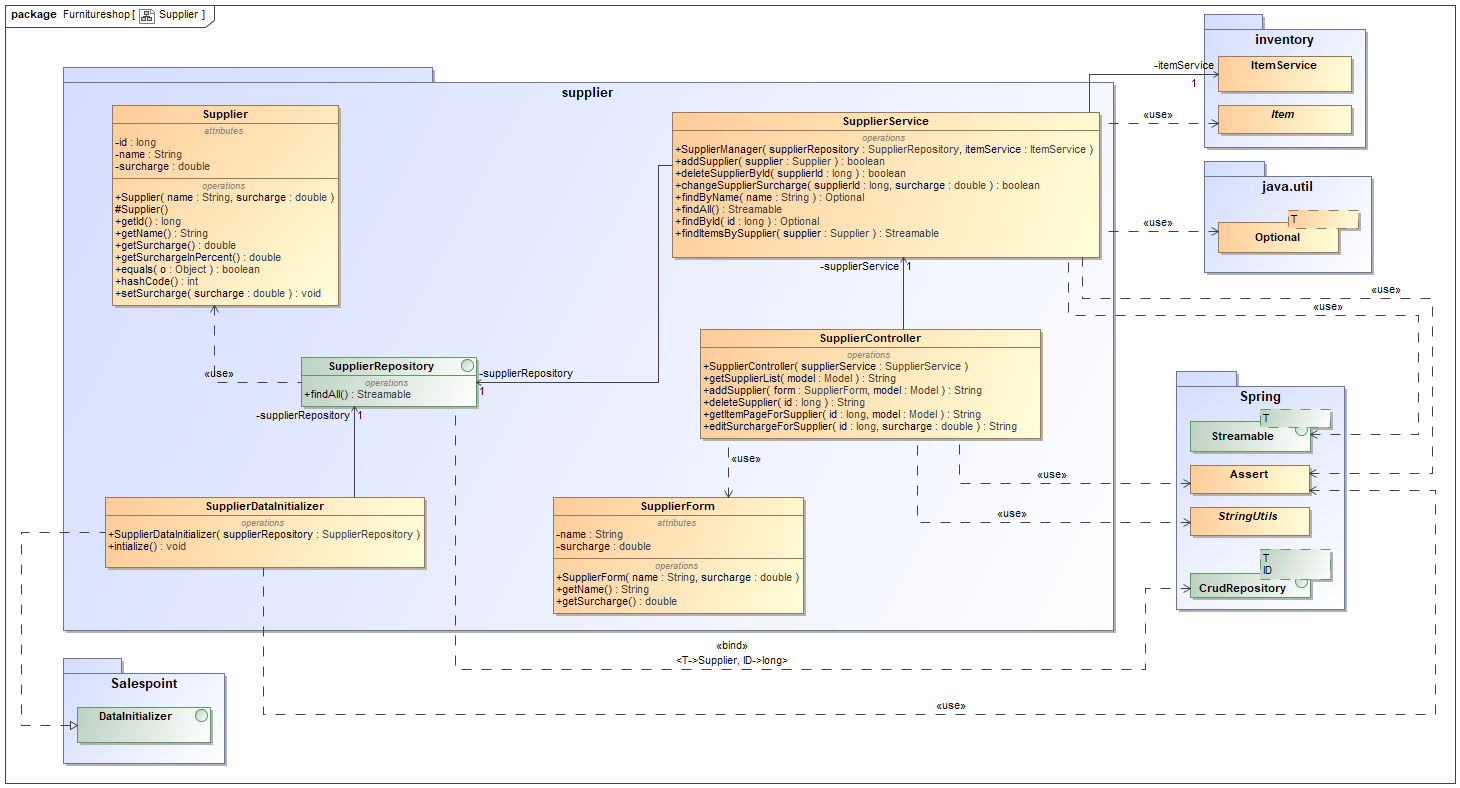 package Furnitureshop [ Supplier ]
supplier
Supplier
attributes
-id : long
-name : String
-surcharge : double
operations
+Supplier( name : String, surcharge : double )
#Supplier()
+getId() : long
+getName() : String
+getSurcharge() : double
+getSurchargeInPercent() : double
+equals( o : Object ) : boolean
+hashCode() : int
+setSurcharge( surcharge : double ) : void
SupplierService
operations
+SupplierManager( supplierRepository : SupplierRepository, itemService : ItemService )
+addSupplier( supplier : Supplier ) : boolean
+deleteSupplierById( supplierId : long ) : boolean
+changeSupplierSurcharge( supplierId : long, surcharge : double ) : boolean
+findByName( name : String ) : Optional
+findAll() : Streamable
+findById( id : long ) : Optional
+findItemsBySupplier( supplier : Supplier ) : Streamable
-itemService
1
inventory
ItemService
Item
«use»
java.util
T
Optional
«use»
«use»
«use»
-supplierService
1
SupplierController
operations
+SupplierController( supplierService : SupplierService )
+getSupplierList( model : Model ) : String
+addSupplier( form : SupplierForm, model : Model ) : String
+deleteSupplier( id : long ) : String
+getItemPageForSupplier( id : long, model : Model ) : String
+editSurchargeForSupplier( id : long, surcharge : double ) : String
«use»
SupplierRepository
operations
+findAll() : Streamable
-supplierRepository
1
-supplierRepository
1
Spring
T
Streamable
Assert
StringUtils
T
ID
CrudRepository
«use»
«use»
«use»
SupplierDataInitializer
operations
+SupplierDataInitializer( supplierRepository : SupplierRepository )
+intialize() : void
SupplierForm
attributes
-name : String
-surcharge : double
operations
+SupplierForm( name : String, surcharge : double )
+getName() : String
+getSurcharge() : double
«bind»
<T->Supplier, ID->long>
«use»
Salespoint
DataInitializer